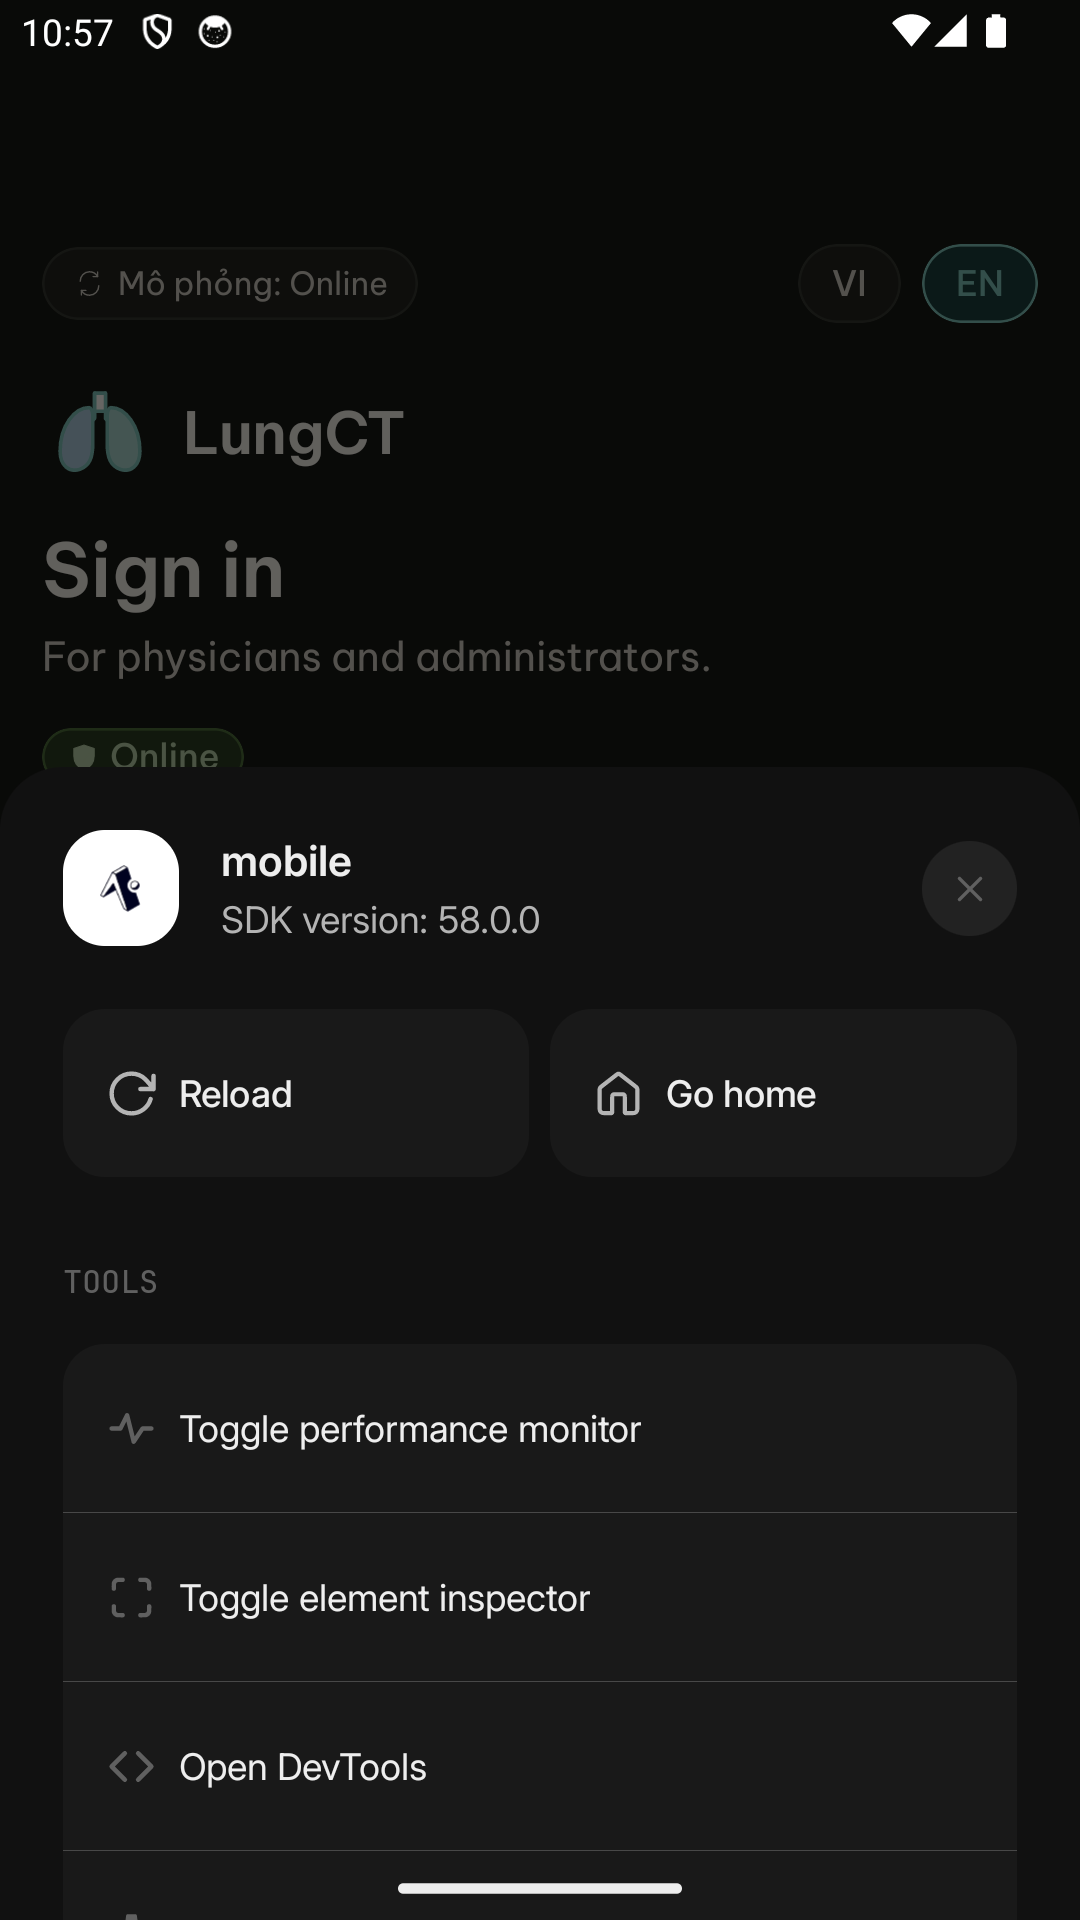 10:57
Mô phỏng: Online
VI
EN
LungCT
Sign in
For physicians and administrators.
Online
mobile
SDK version: 58.0.0
Reload
Go home
TOOLS
Toggle performance monitor
Toggle element inspector
Open DevTools